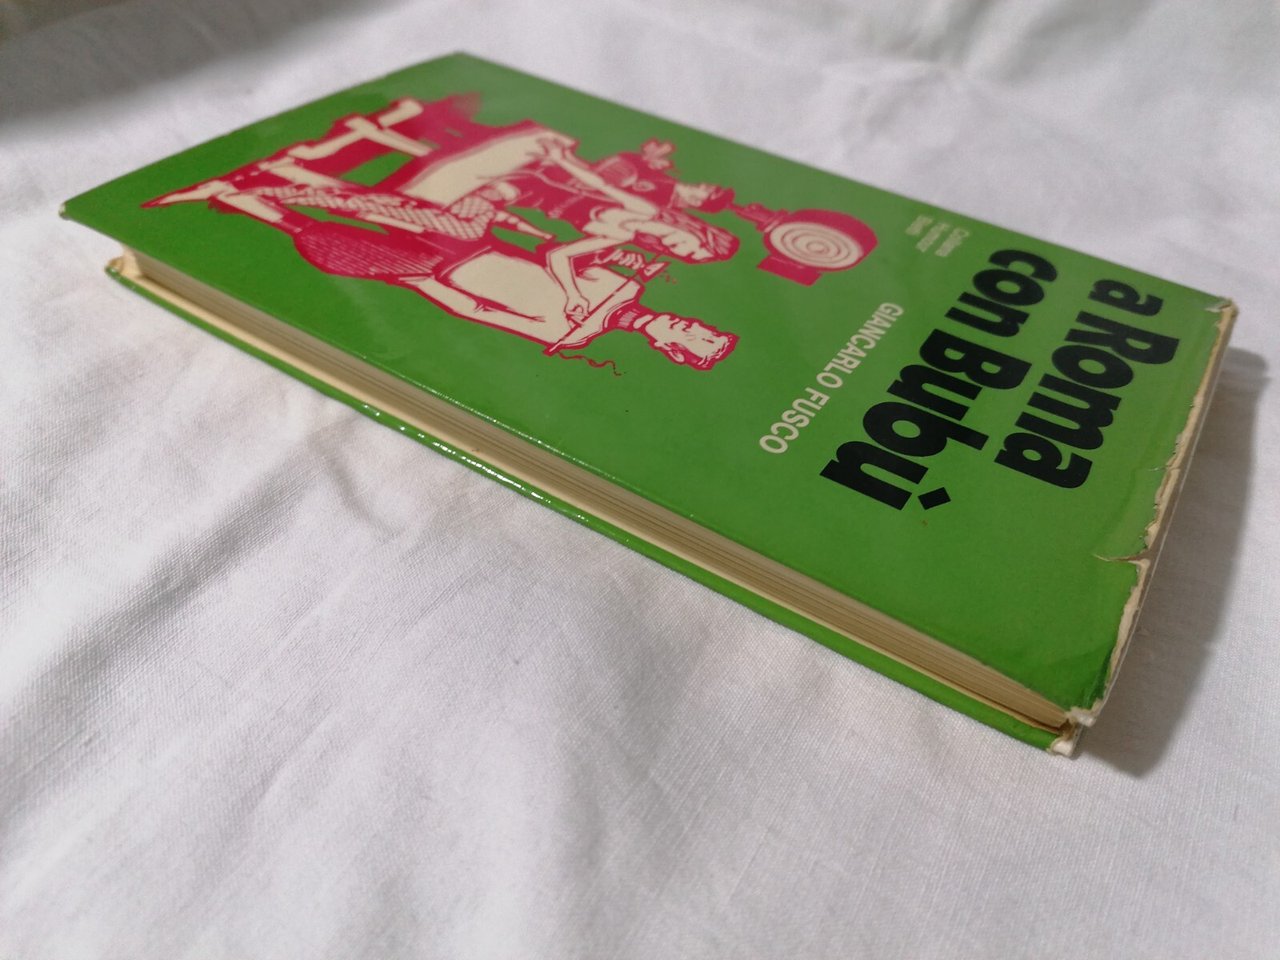 a Roma
con Bubù
GIANCARLO FUSCO